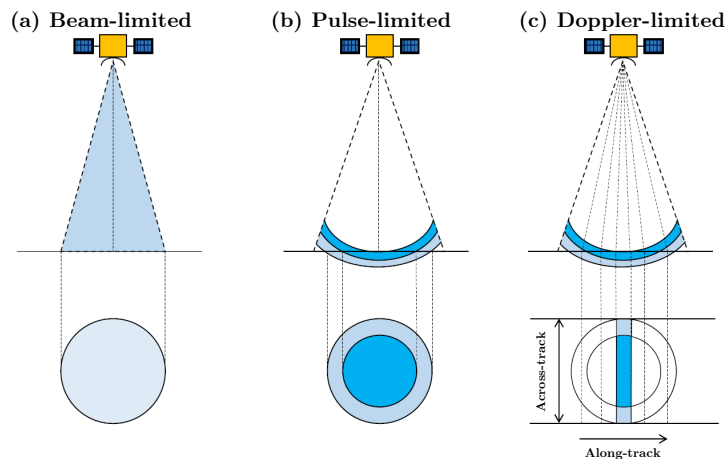 (a) Beam-limited
(b) Pulse-limited
(c) Doppler-limited
Across-track
Along-track